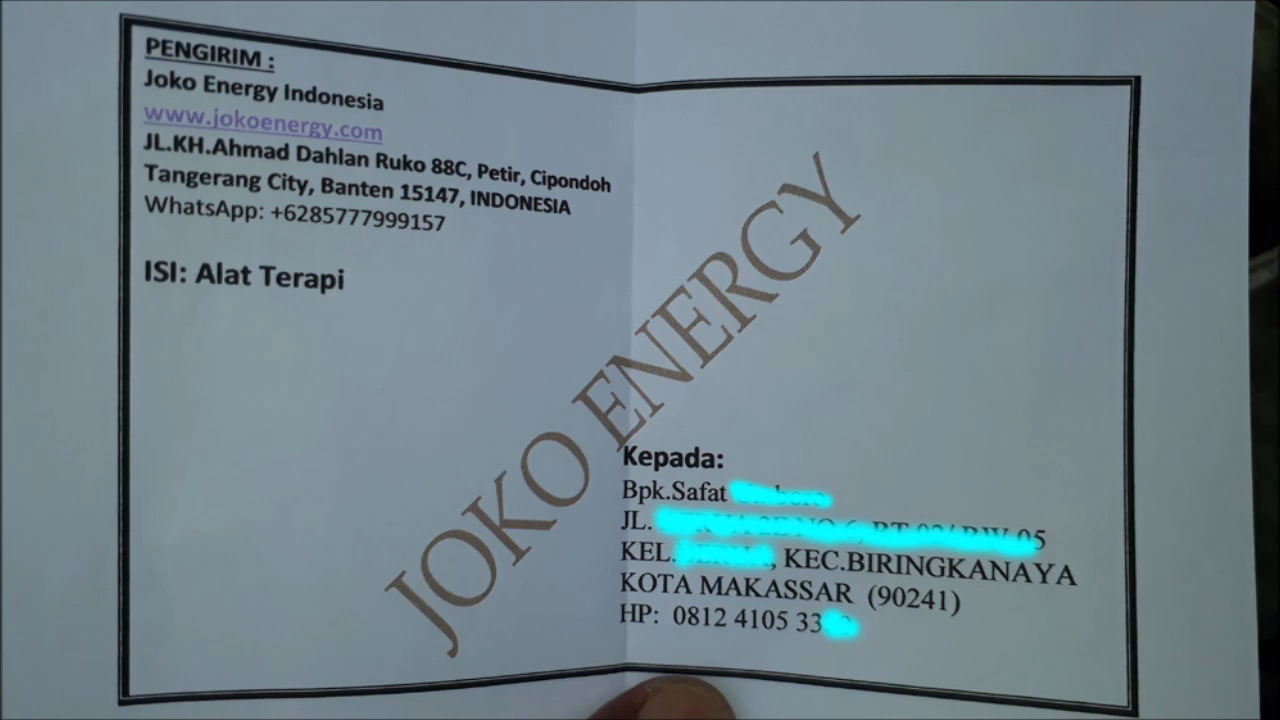 PENGIRIM :
Joko Energy Indonesia
www.jokoenergy.com
JL.KH.Ahmad Dahlan Ruko 88C, Petir, Cipondoh
Tangerang City, Banten 15147, INDONESIA
WhatsApp: +6285777999157
ISI: Alat Terapi
JOKO ENERGY
Kepada:
Bpk.Safat
JL.
KEL. , KEC.BIRINGKANAYA
KOTA MAKASSAR (90241)
HP: 0812 4105 33